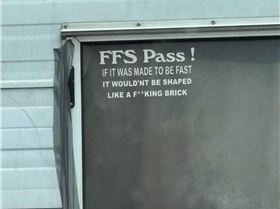 FFS Pass !
IF IT WAS MADE TO BE FAST
IT WOULD'NT BE SHAPED
LIKE A F**KING BRICK